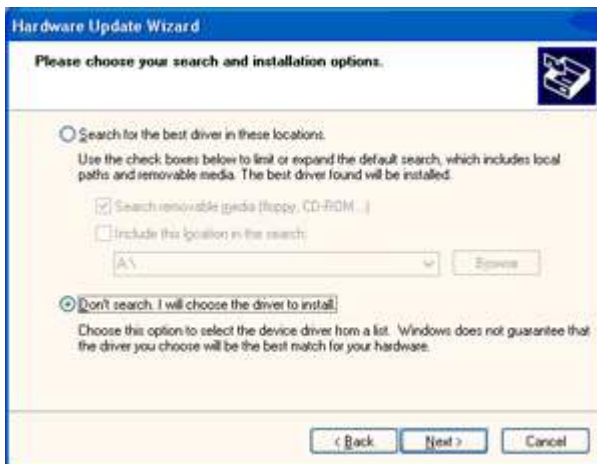 Hardware Update Wizard
Please choose your search and installation options.
Search for the best driver in these locations.
Use the check boxes below to limit or expand the default search, which includes local
paths and removable media. The best driver found will be installed.
Search removable media (floppy, CD-ROM...)
Include this location in the search:
A:\
Browse
Don't search. I will choose the driver to install.
Choose this option to select the device driver from a list. Windows does not guarantee that
the driver you choose will be the best match for your hardware.
< Back
Next >
Cancel